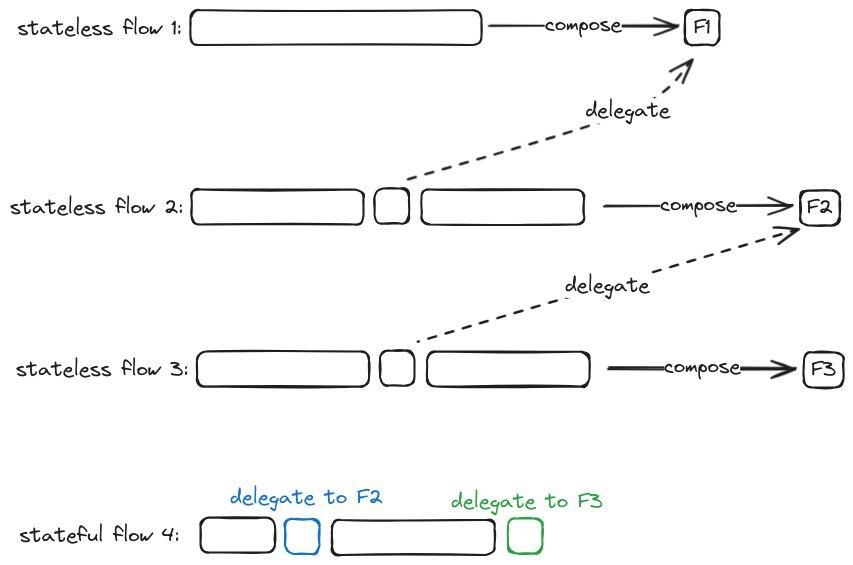 stateless flow 1:
compose
F1
delegate
stateless flow 2:
compose
F2
delegate
stateless flow 3:
compose
F3
delegate to F2
delegate to F3
stateful flow 4: